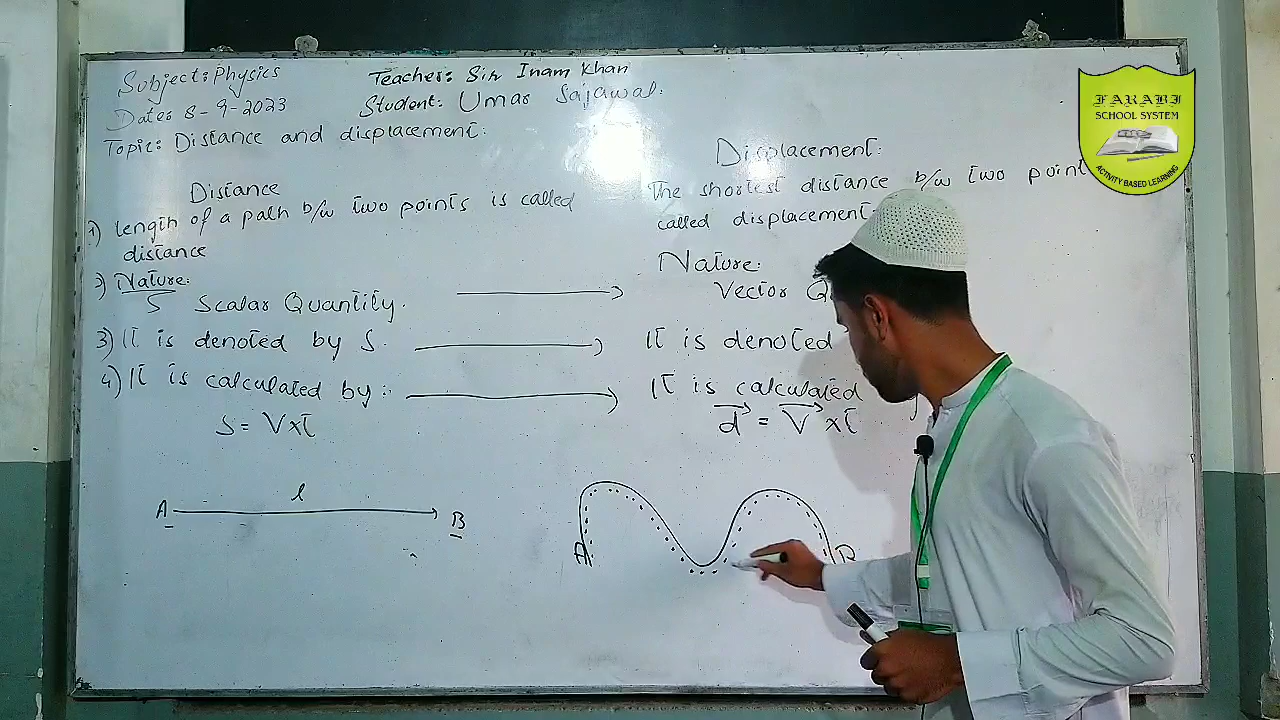 Subject: Physics
Teacher: Sir Inam Khan
Date: 8-9-2023
Student: Umar Sajawal.
Topic: Distance and displacement:
Distance
1) length of a path b/w two points is called
distance
2) Nature:
S Scalar Quantity.
3) It is denoted by S.
4) It is calculated by:
S = V×t
A l B
Displacement:
The shortest distance b/w two point
called displacement
Nature:
Vector Q
It is denoted
It is calculated
d = V × t
A B
FARABI
SCHOOL SYSTEM
ACTIVITY BASED LEARNING